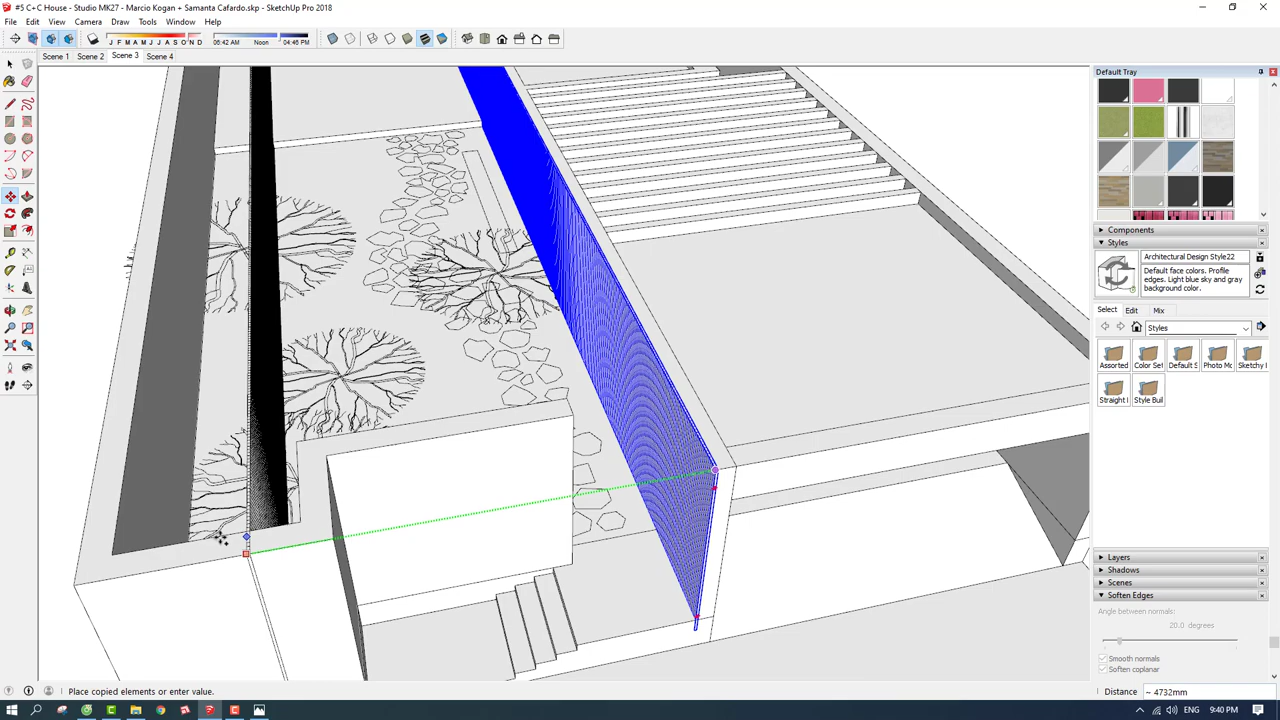 #5 C+C House - Studio MK27 - Marcio Kogan + Samanta Cafardo.skp - SketchUp Pro 2018
File Edit View Camera Draw Tools Window Help
J F M A M J J A S O N D
06:42 AM Noon 04:46 PM
Scene 1 Scene 2 Scene 3 Scene 4
Default Tray
Components
Styles
Architectural Design Style22
Default face colors. Profile
edges. Light blue sky and gray
background color.
Select Edit Mix
Styles
Assorted Color Set Default S Photo Mo Sketchy I
Straight I Style Buil
Layers
Shadows
Scenes
Soften Edges
Angle between normals:
20.0 degrees
Smooth normals
Soften coplanar
Place copied elements or enter value.
Distance ~ 4732mm
ENG 9:40 PM